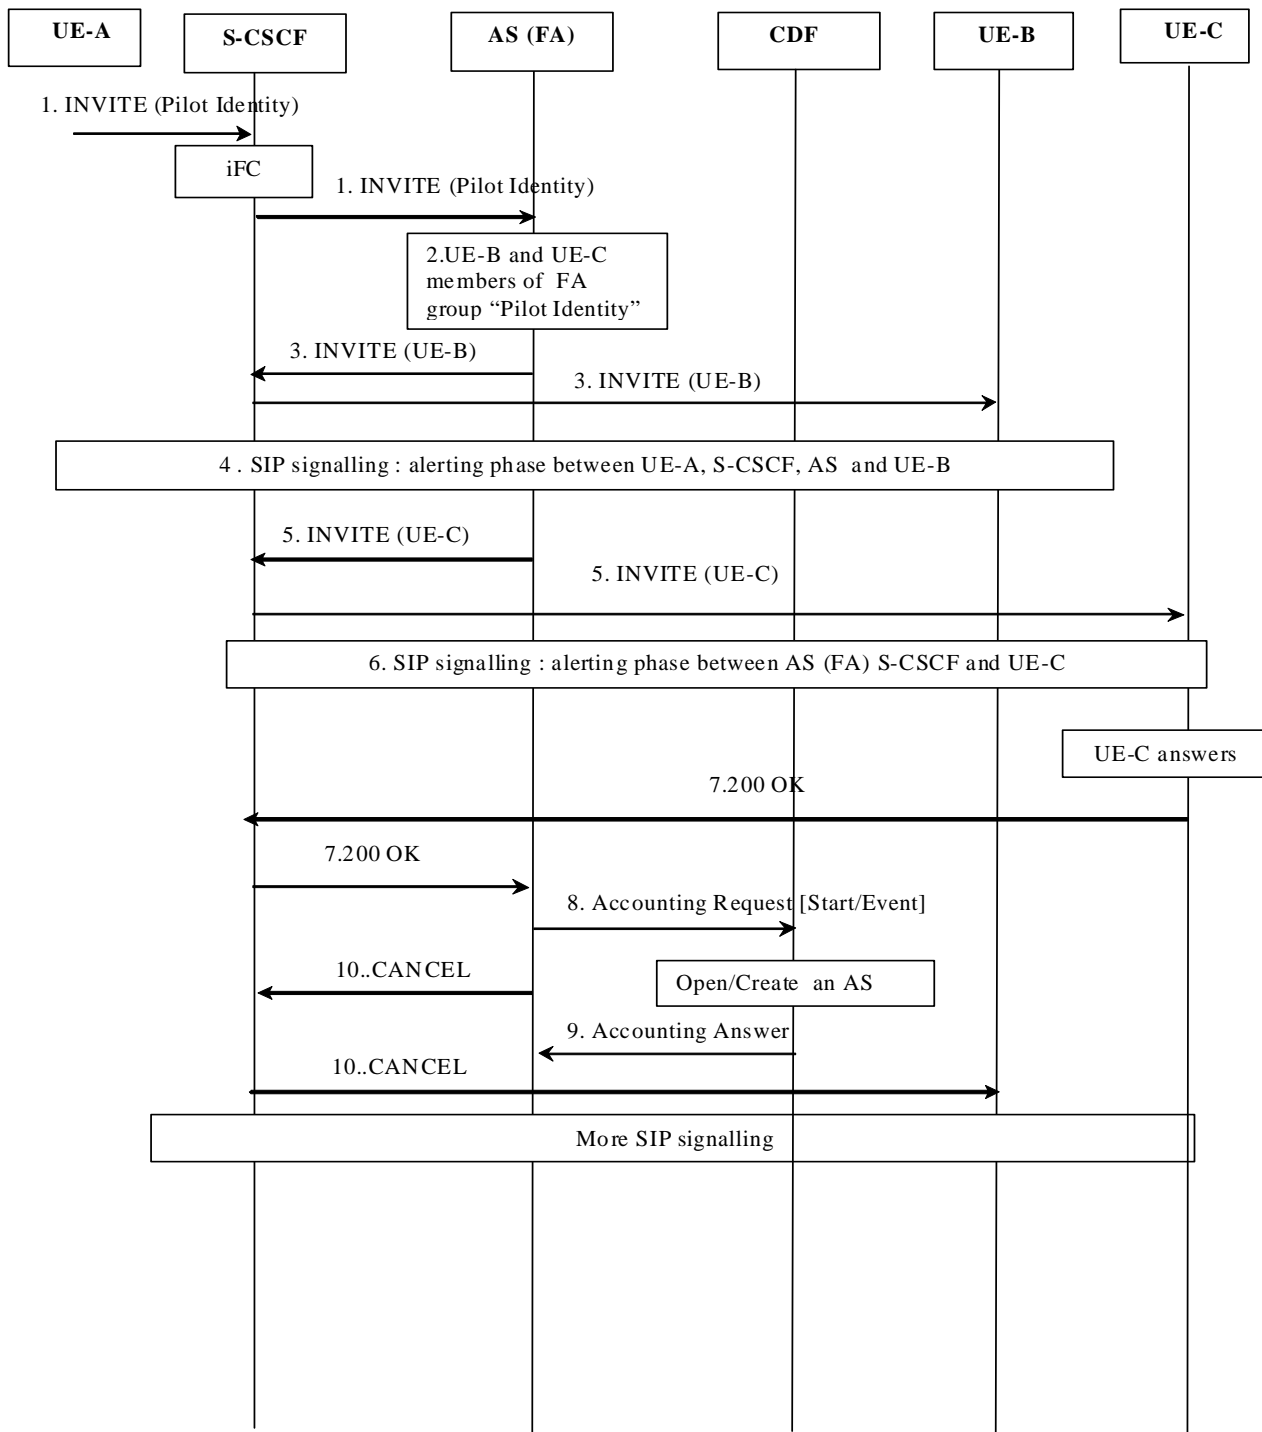 UE-A
S-CSCF
AS (FA)
CDF
UE-B
UE-C
1. INVITE (Pilot Identity)
iFC
1. INVITE (Pilot Identity)
2.UE-B and UE-C
members of FA
group “Pilot Identity”
3. INVITE (UE-B)
3. INVITE (UE-B)
4 . SIP signalling : alerting phase between UE-A, S-CSCF, AS and UE-B
5. INVITE (UE-C)
5. INVITE (UE-C)
6. SIP signalling : alerting phase between AS (FA) S-CSCF and UE-C
UE-C answers
7.200 OK
7.200 OK
8. Accounting Request [Start/Event]
10..CANCEL
Open/Create an AS
9. Accounting Answer
10..CANCEL
More SIP signalling